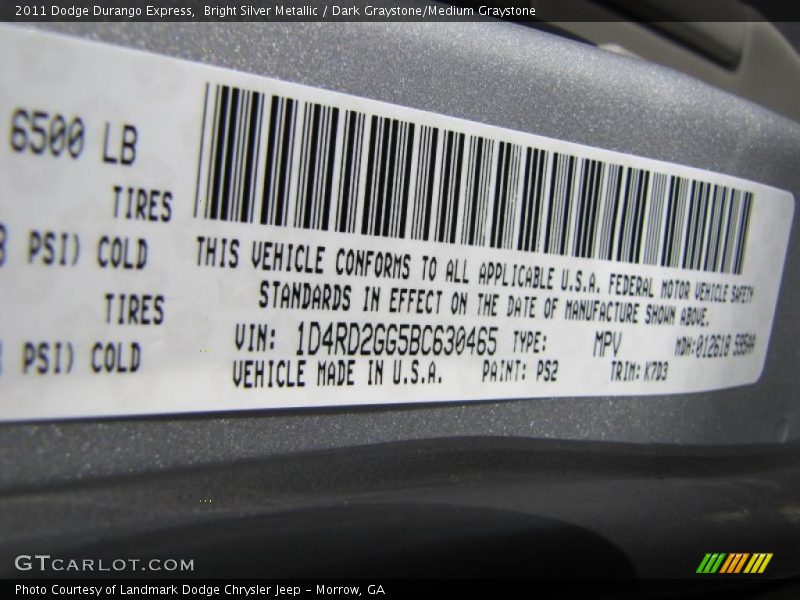 2011 Dodge Durango Express, Bright Silver Metallic / Dark Graystone/Medium Graystone
6500 LB
TIRES
PSI) COLD
TIRES
PSI) COLD
THIS VEHICLE CONFORMS TO ALL APPLICABLE U.S.A. FEDERAL MOTOR VEHICLE SAFETY
STANDARDS IN EFFECT ON THE DATE OF MANUFACTURE SHOWN ABOVE.
VIN: 1D4RD2GG5BC630465 TYPE: MPV MDH:012618
VEHICLE MADE IN U.S.A. PAINT: PS2 TRIM: K7D3
GTCARLOT.COM
Photo Courtesy of Landmark Dodge Chrysler Jeep - Morrow, GA